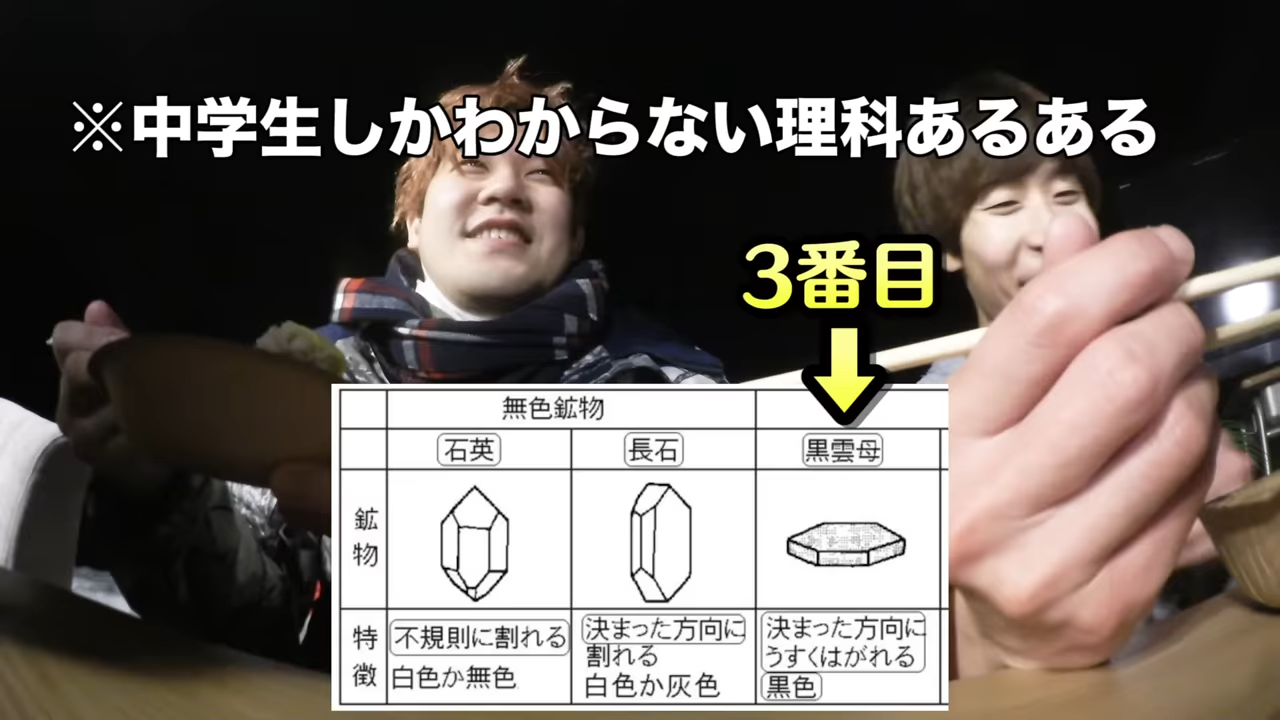 ※中学生しかわからない理科あるある
3番目
無色鉱物
石英
長石
黒雲母
鉱物
特徴
不規則に割れる
白色か無色
決まった方向に
割れる
白色か灰色
決まった方向に
うすくはがれる
黒色